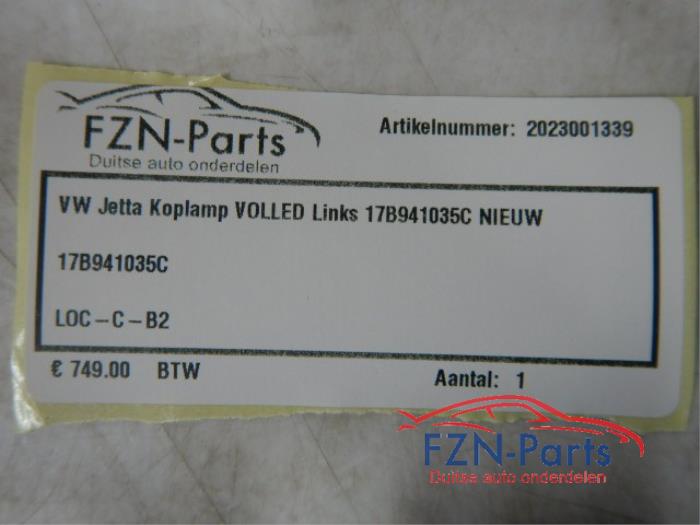 FZN-Parts
Duitse auto onderdelen
Artikelnummer: 2023001339
VW Jetta Koplamp VOLLED Links 17B941035C NIEUW
17B941035C
LOC-C-B2
€ 749.00 BTW
Aantal: 1
FZN-Parts
Duitse auto onderdelen